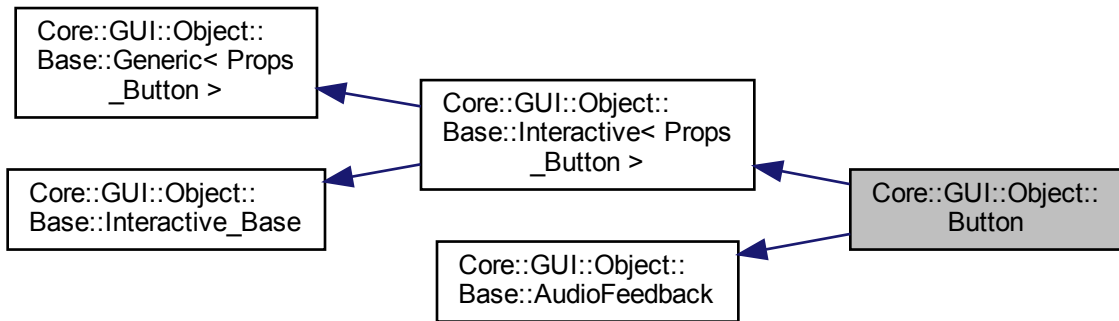 Core::GUI::Object::
Base::Generic< Props
_Button >
Core::GUI::Object::
Base::Interactive_Base
Core::GUI::Object::
Base::Interactive< Props
_Button >
Core::GUI::Object::
Base::AudioFeedback
Core::GUI::Object::
Button